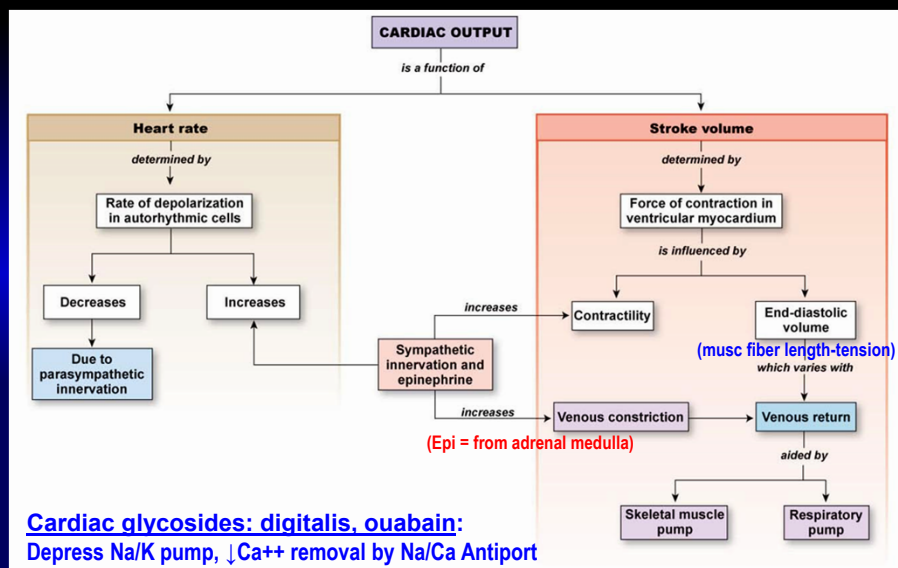 CARDIAC OUTPUT
is a function of
Heart rate
determined by
Rate of depolarization
in autorhythmic cells
Decreases
Increases
Due to
parasympathetic
innervation
Stroke volume
determined by
Force of contraction in
ventricular myocardium
is influenced by
increases
Contractility
End-diastolic
volume
(musc fiber length-tension)
which varies with
Sympathetic
innervation and
epinephrine
increases
Venous constriction
Venous return
(Epi = from adrenal medulla)
aided by
Skeletal muscle
pump
Respiratory
pump
Cardiac glycosides: digitalis, ouabain:
Depress Na/K pump, ↓Ca++ removal by Na/Ca Antiport